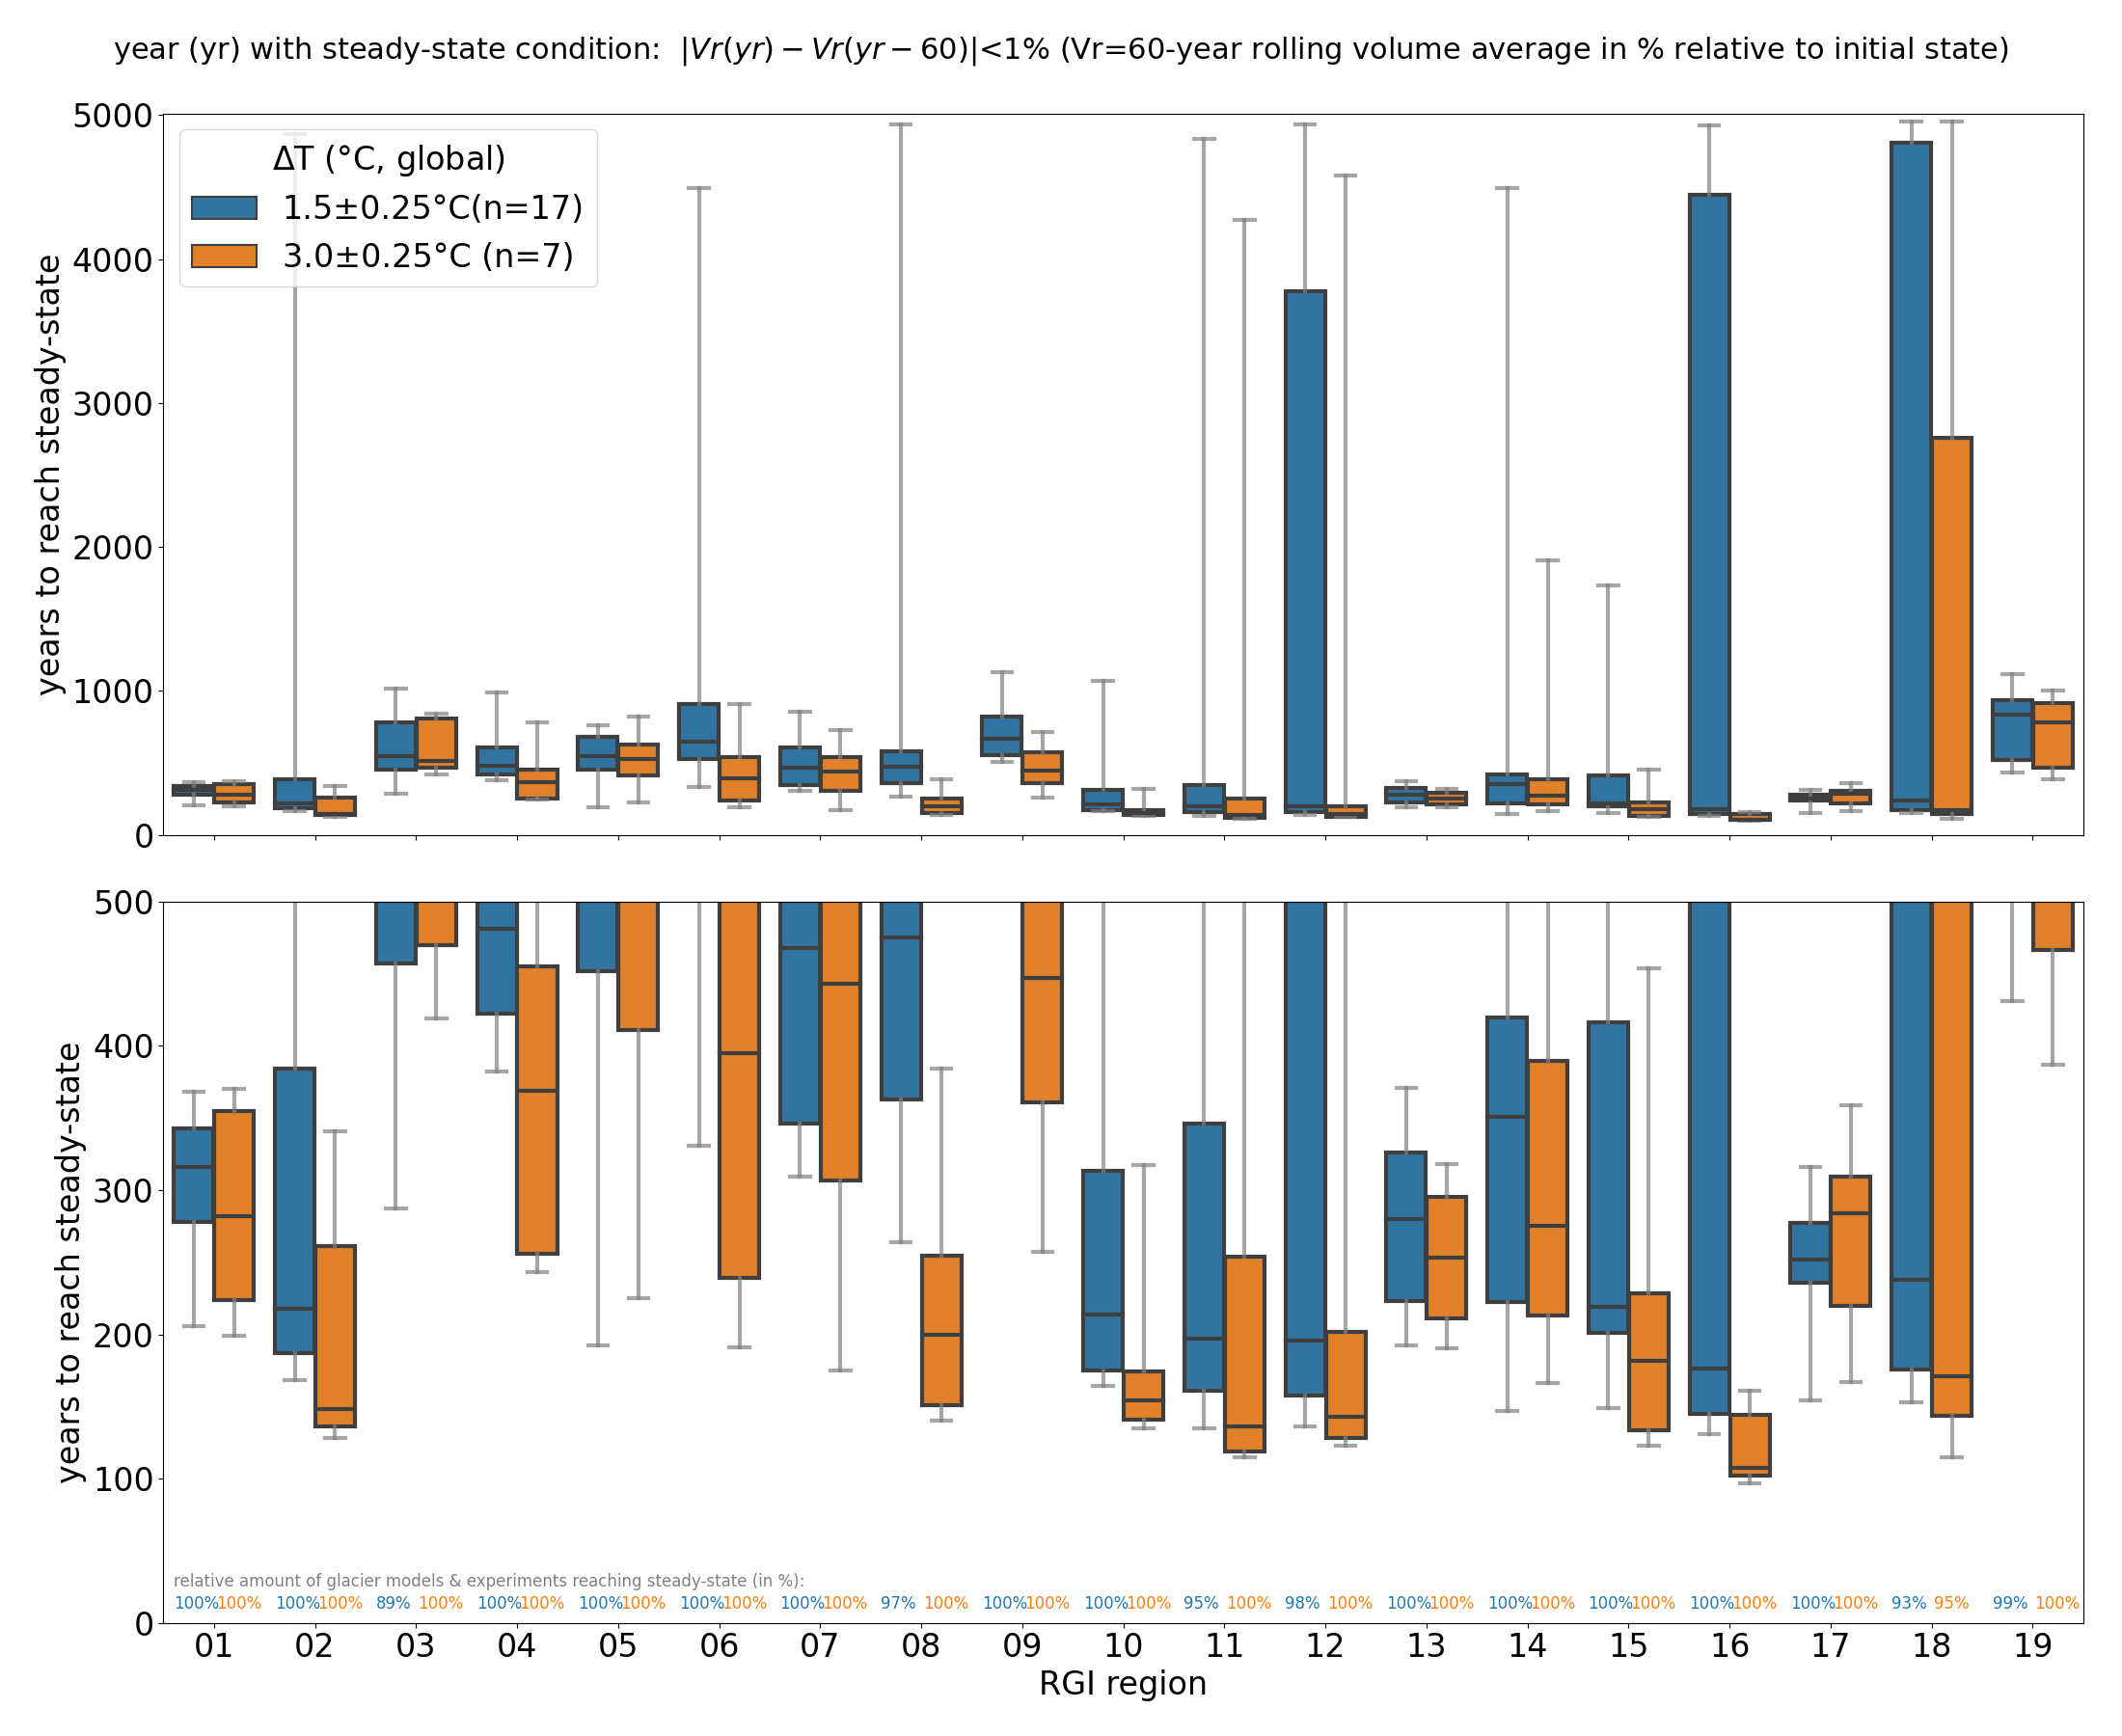 year (yr) with steady-state condition: |Vr(yr) − Vr(yr − 60)|<1% (Vr=60-year rolling volume average in % relative to initial state)
5000
4000
3000
2000
1000
0
years to reach steady-state
ΔT (°C, global)
1.5±0.25°C(n=17)
3.0±0.25°C (n=7)
500
400
300
200
100
0
years to reach steady-state
relative amount of glacier models & experiments reaching steady-state (in %):
100% 100% 100% 100% 89% 100% 100% 100% 100% 100% 100% 100% 100% 100% 97% 100% 100% 100% 100% 100% 95% 100% 98% 100% 100% 100% 100% 100% 100% 100% 100% 100% 100% 100% 93% 95% 99% 100%
01 02 03 04 05 06 07 08 09 10 11 12 13 14 15 16 17 18 19
RGI region